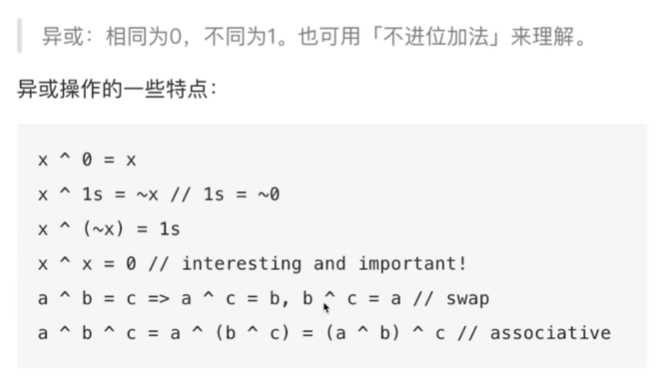 异或：相同为0，不同为1。也可用「不进位加法」来理解。
异或操作的一些特点：
x ^ 0 = x
x ^ 1s = ~x // 1s = ~0
x ^ (~x) = 1s
x ^ x = 0 // interesting and important!
a ^ b = c => a ^ c = b, b ^ c = a // swap
a ^ b ^ c = a ^ (b ^ c) = (a ^ b) ^ c // associative